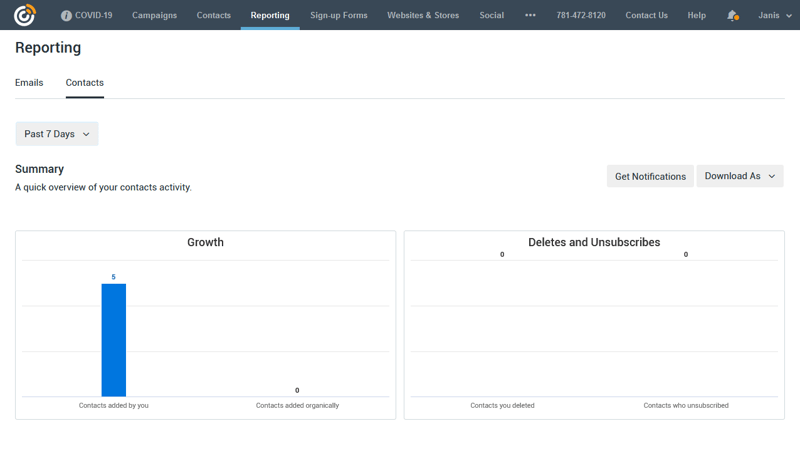 COVID-19 Campaigns Contacts Reporting Sign-up Forms Websites & Stores Social ••• 781-472-8120 Contact Us Help Janis
Reporting
Emails Contacts
Past 7 Days
Summary
A quick overview of your contacts activity.
Get Notifications Download As
Growth
5
0
Contacts added by you Contacts added organically
Deletes and Unsubscribes
0 0
Contacts you deleted Contacts who unsubscribed